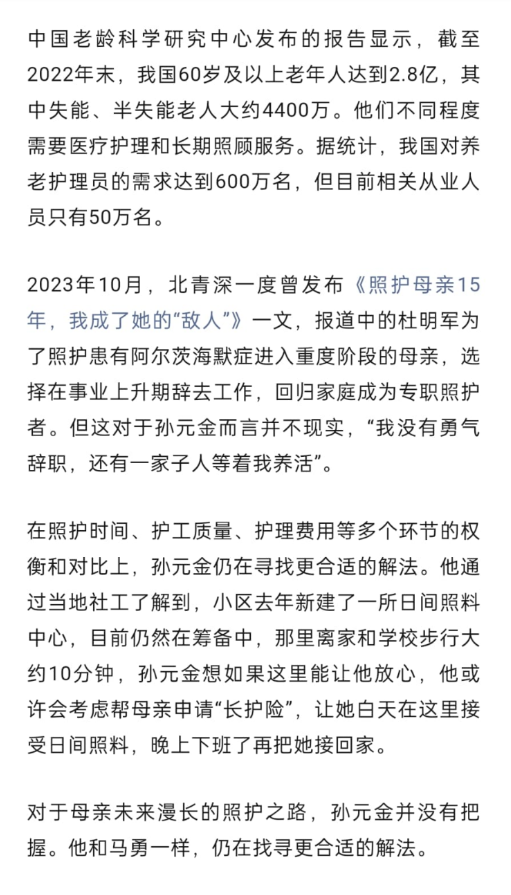 中国老龄科学研究中心发布的报告显示，截至
2022年末，我国60岁及以上老年人达到2.8亿，其
中失能、半失能老人大约4400万。他们不同程度
需要医疗护理和长期照顾服务。据统计，我国对养
老护理员的需求达到600万名，但目前相关从业人
员只有50万名。
2023年10月，北青深一度曾发布《照护母亲15
年，我成了她的“敌人”》一文，报道中的杜明军为
了照护患有阿尔茨海默症进入重度阶段的母亲，选
择在事业上升期辞去工作，回归家庭成为专职照护
者。但这对于孙元金而言并不现实，“我没有勇气
辞职，还有一家子人等着我养活”。
在照护时间、护工质量、护理费用等多个环节的权
衡和对比上，孙元金仍在寻找更合适的解法。他通
过当地社工了解到，小区去年新建了一所日间照料
中心，目前仍然在筹备中，那里离家和学校步行大
约10分钟，孙元金想如果这里能让他放心，他或
许会考虑帮母亲申请“长护险”，让她白天在这里接
受日间照料，晚上下班了再把她接回家。
对于母亲未来漫长的照护之路，孙元金并没有把
握。他和马勇一样，仍在找寻更合适的解法。